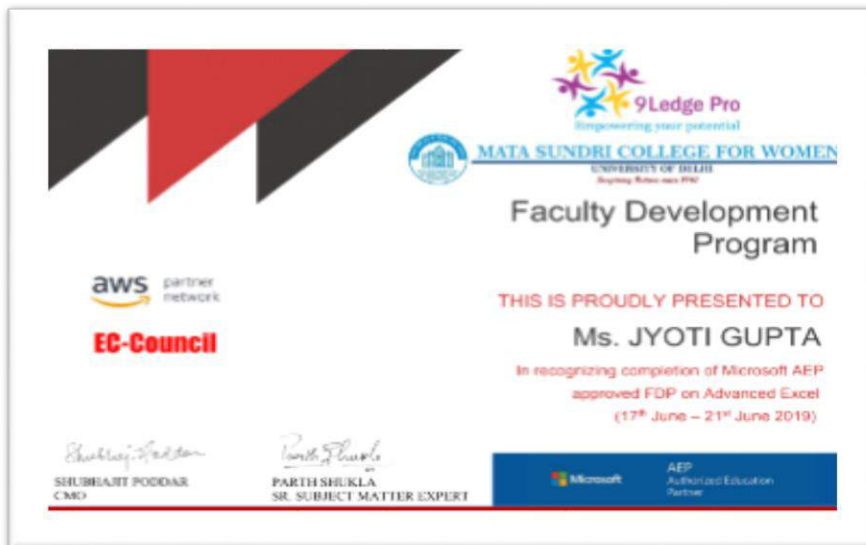 9Ledge Pro
Empowering your potential
MATA SUNDRI COLLEGE FOR WOMEN
UNIVERSITY OF DELHI
Faculty Development
Program
aws partner
network
EC-Council
THIS IS PROUDLY PRESENTED TO
Ms. JYOTI GUPTA
In recognizing completion of Microsoft AEP
approved FDP on Advanced Excel
(17th June – 21st June 2019)
SHUBHAJIT PODDAR
CMO
Parth Shukla
PARTH SHUKLA
SR. SUBJECT MATTER EXPERT
Microsoft
AEP
Authorized Education
Partner